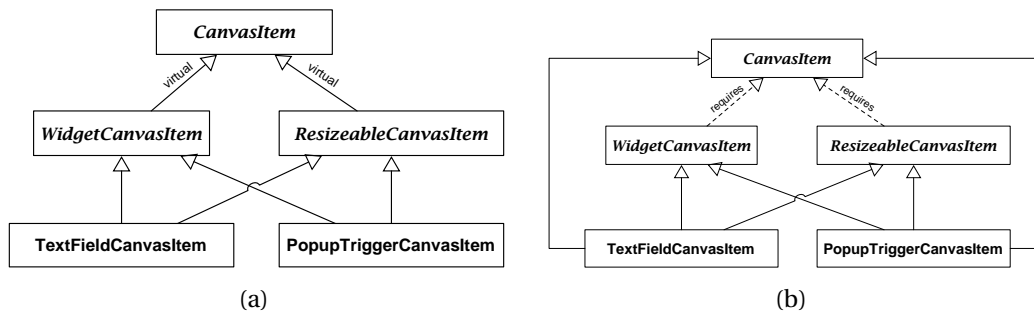 CanvasItem
virtual
virtual
WidgetCanvasItem
ResizeableCanvasItem
TextFieldCanvasItem
PopupTriggerCanvasItem
(a)
CanvasItem
requires
requires
WidgetCanvasItem
ResizeableCanvasItem
TextFieldCanvasItem
PopupTriggerCanvasItem
(b)